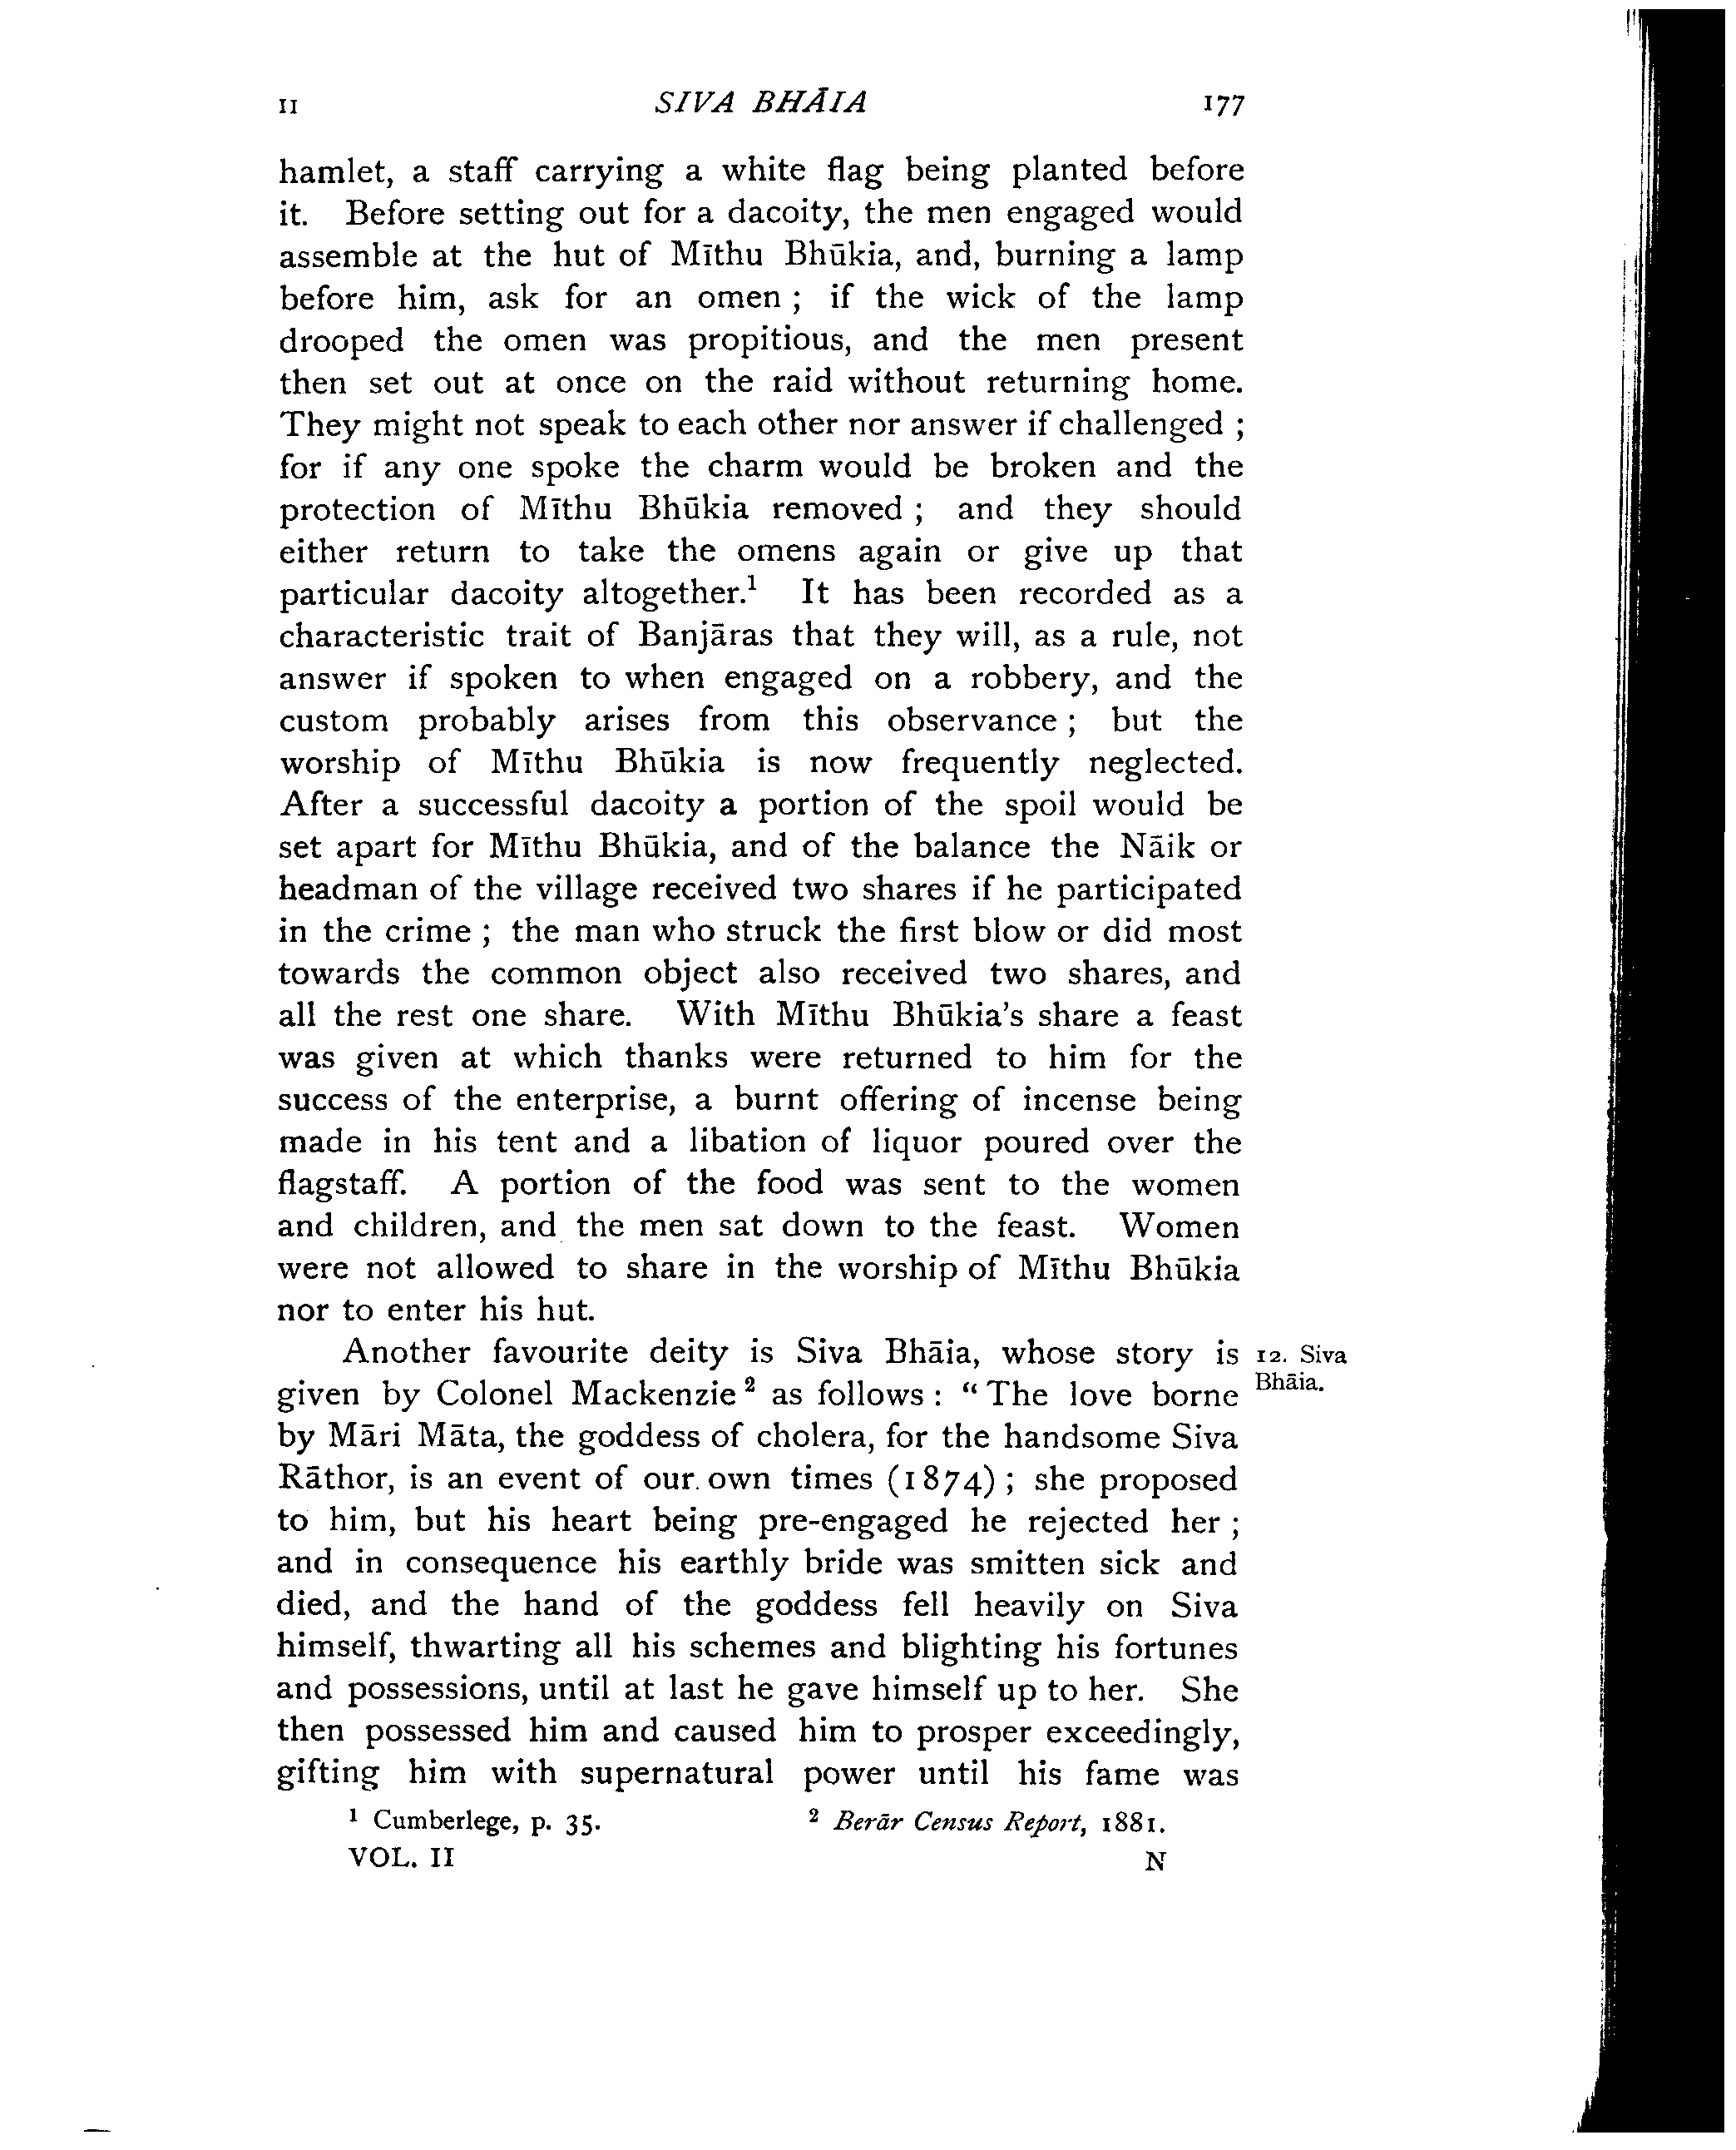 II SIVA BHĀIA 177
hamlet, a staff carrying a white flag being planted before
it. Before setting out for a dacoity, the men engaged would
assemble at the hut of Mīthu Bhūkia, and, burning a lamp
before him, ask for an omen ; if the wick of the lamp
drooped the omen was propitious, and the men present
then set out at once on the raid without returning home.
They might not speak to each other nor answer if challenged ;
for if any one spoke the charm would be broken and the
protection of Mīthu Bhūkia removed ; and they should
either return to take the omens again or give up that
particular dacoity altogether.¹ It has been recorded as a
characteristic trait of Banjāras that they will, as a rule, not
answer if spoken to when engaged on a robbery, and the
custom probably arises from this observance ; but the
worship of Mīthu Bhūkia is now frequently neglected.
After a successful dacoity a portion of the spoil would be
set apart for Mīthu Bhūkia, and of the balance the Nāik or
headman of the village received two shares if he participated
in the crime ; the man who struck the first blow or did most
towards the common object also received two shares, and
all the rest one share. With Mīthu Bhūkia's share a feast
was given at which thanks were returned to him for the
success of the enterprise, a burnt offering of incense being
made in his tent and a libation of liquor poured over the
flagstaff. A portion of the food was sent to the women
and children, and the men sat down to the feast. Women
were not allowed to share in the worship of Mīthu Bhūkia
nor to enter his hut.
Another favourite deity is Siva Bhāia, whose story is 12. Siva
given by Colonel Mackenzie ² as follows : “ The love borne Bhāia.
by Māri Māta, the goddess of cholera, for the handsome Siva
Rāthor, is an event of our own times (1874) ; she proposed
to him, but his heart being pre-engaged he rejected her ;
and in consequence his earthly bride was smitten sick and
died, and the hand of the goddess fell heavily on Siva
himself, thwarting all his schemes and blighting his fortunes
and possessions, until at last he gave himself up to her. She
then possessed him and caused him to prosper exceedingly,
gifting him with supernatural power until his fame was
¹ Cumberlege, p. 35. ² Berār Census Report, 1881.
VOL. II N